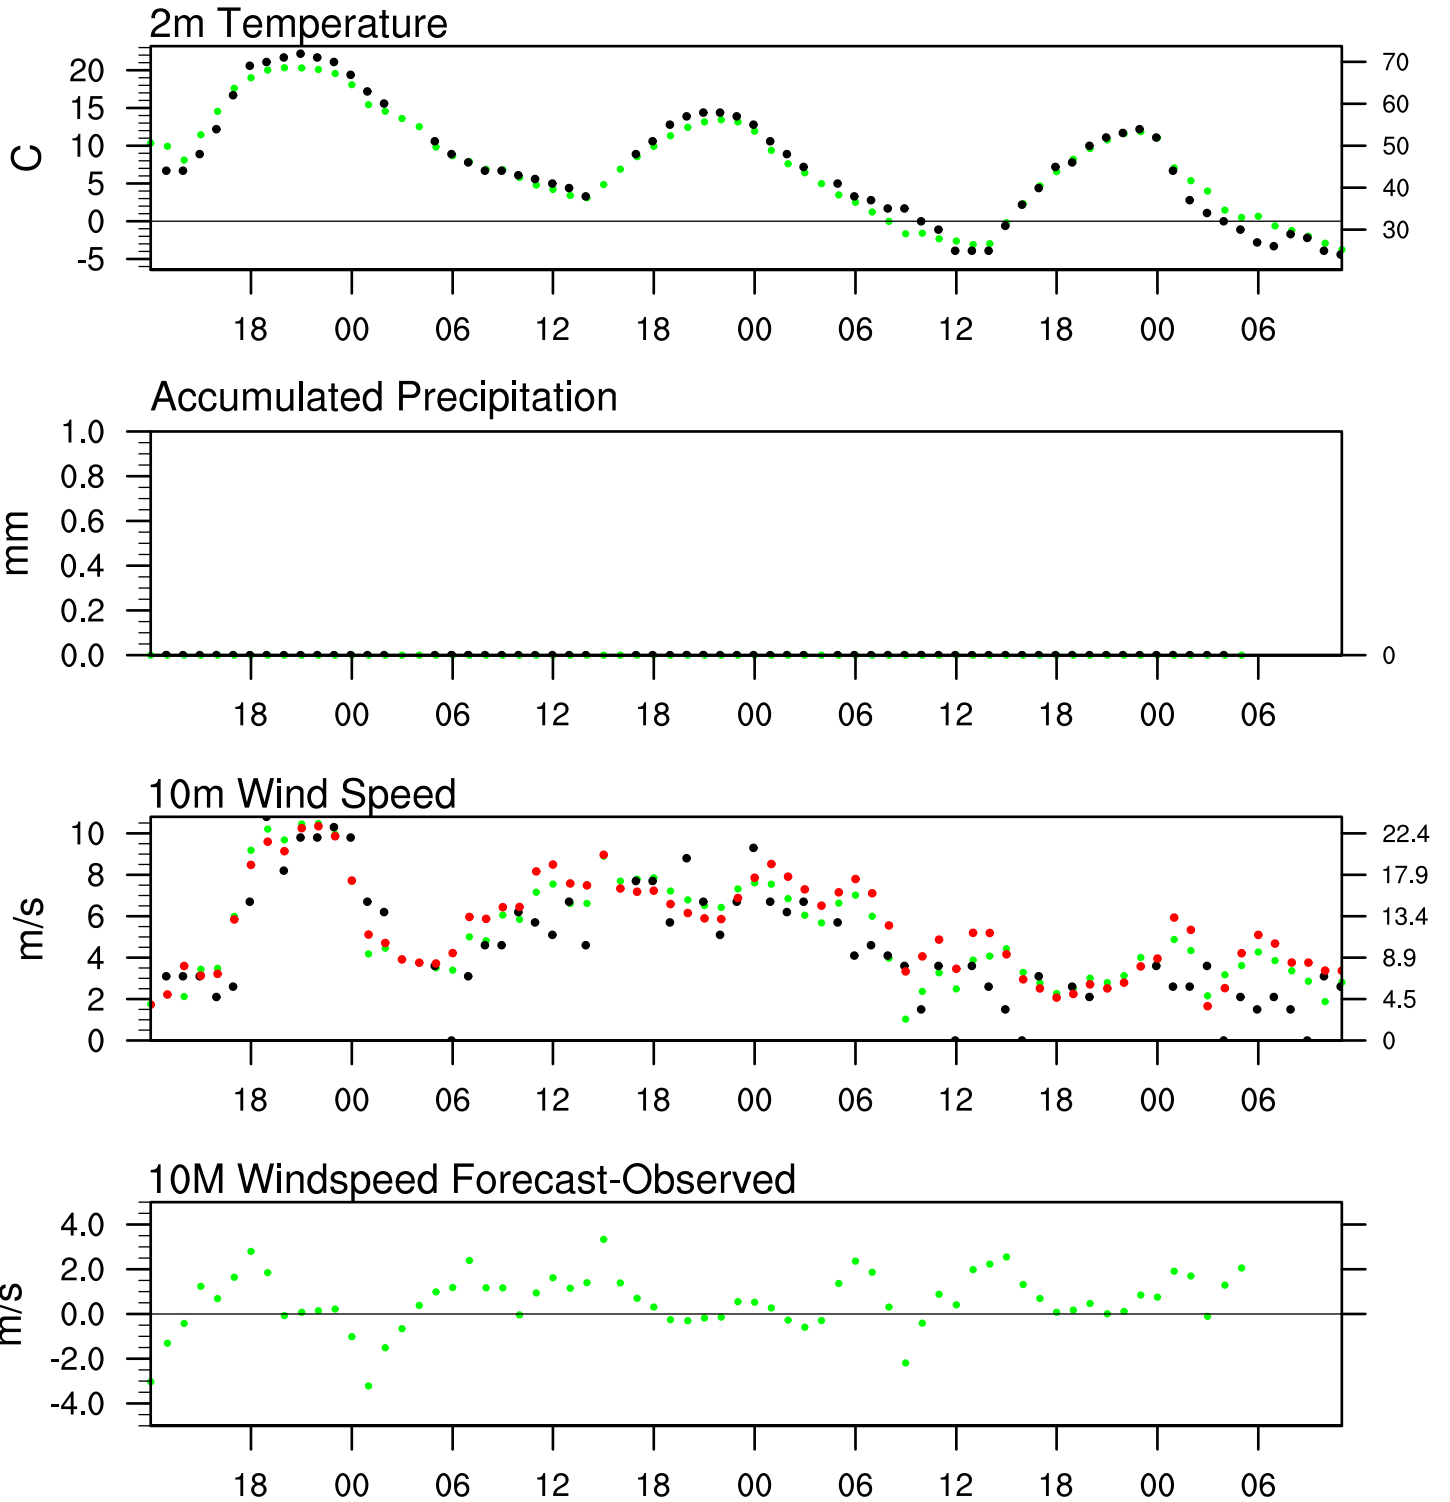 2m Temperature
C
20
15
10
5
0
-5
70
60
50
40
30
18 00 06 12 18 00 06 12 18 00 06
Accumulated Precipitation
mm
1.0
0.8
0.6
0.4
0.2
0.0
0
18 00 06 12 18 00 06 12 18 00 06
10m Wind Speed
m/s
10
8
6
4
2
0
22.4
17.9
13.4
8.9
4.5
0
18 00 06 12 18 00 06 12 18 00 06
10M Windspeed Forecast-Observed
m/s
4.0
2.0
0.0
-2.0
-4.0
18 00 06 12 18 00 06 12 18 00 06